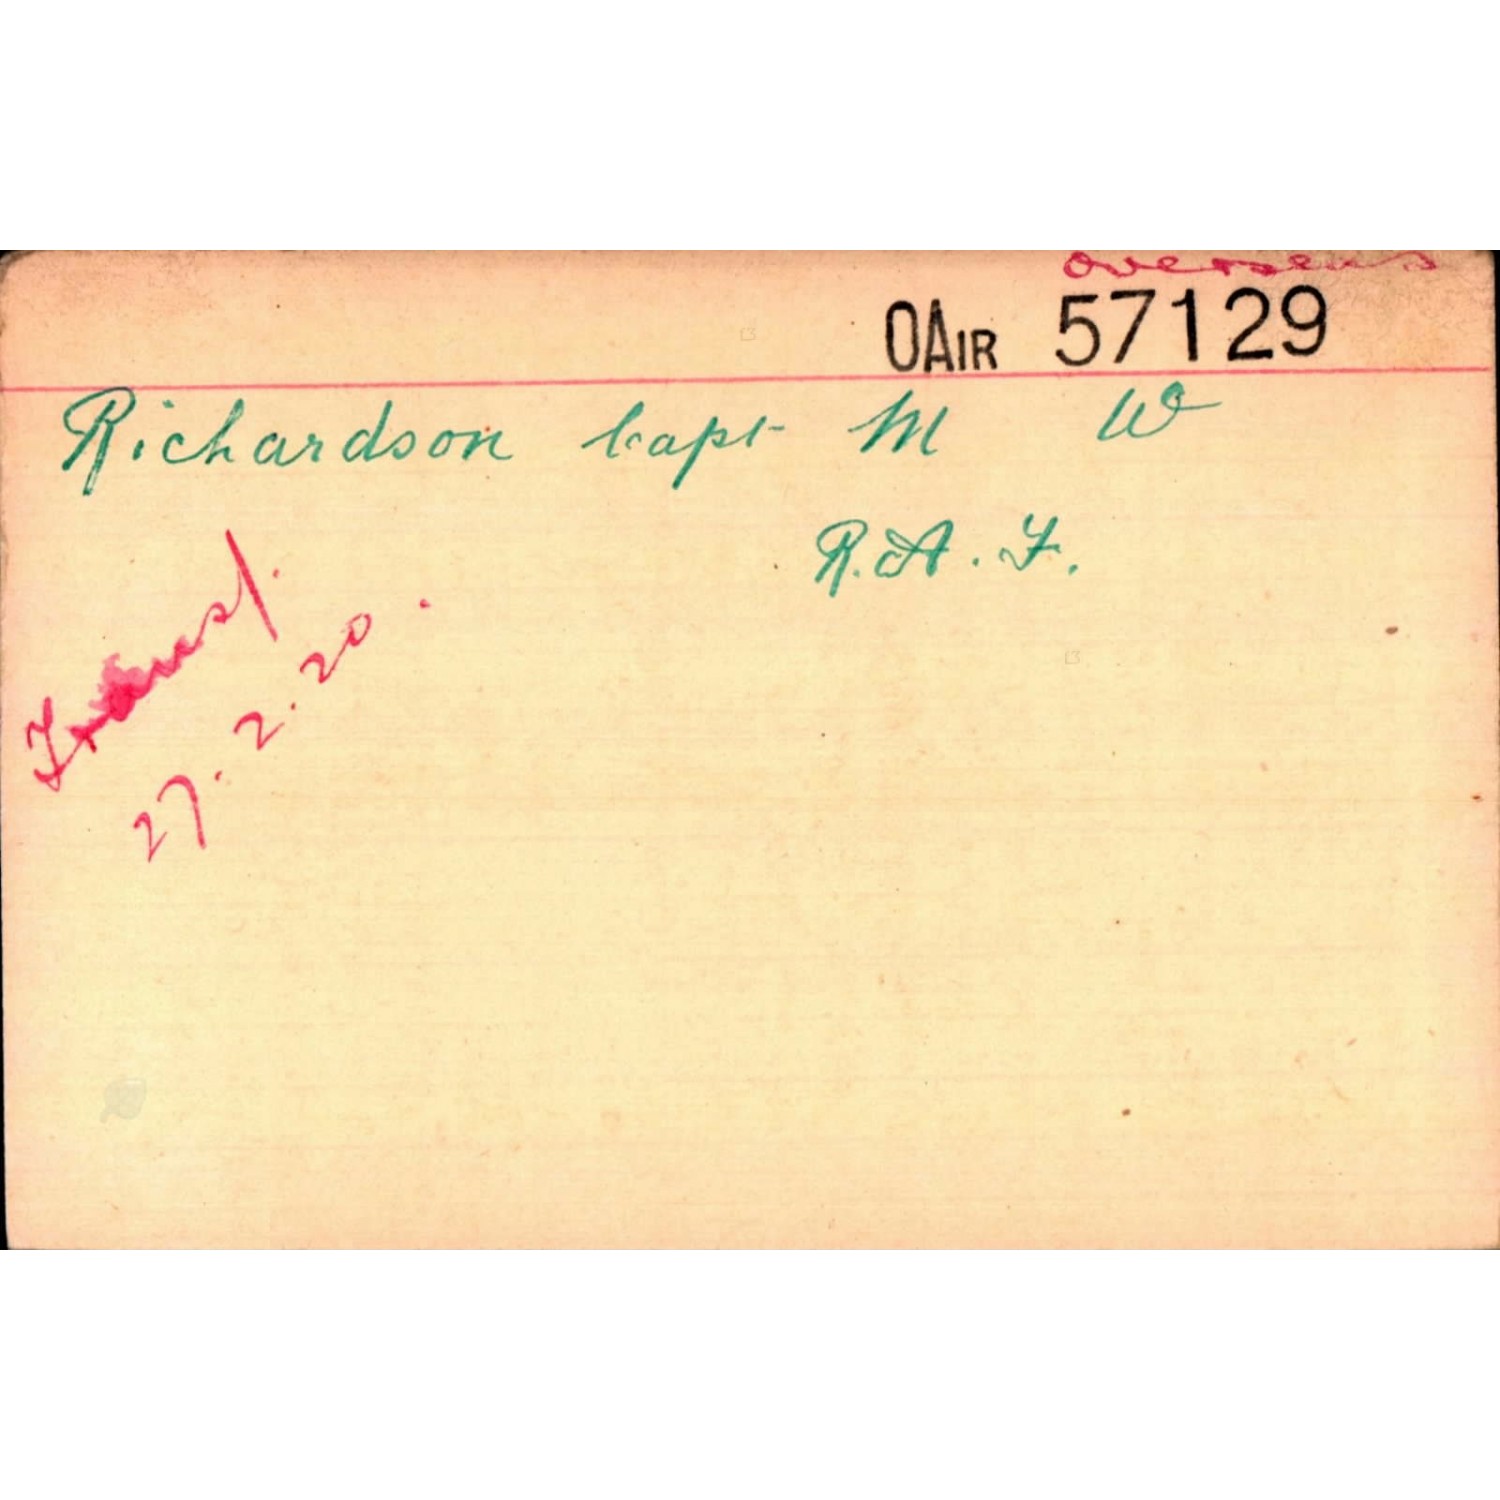 overseas
OAIR 57129
Richardson Capt M W
R.A.F.
Transf.
27.2.20.